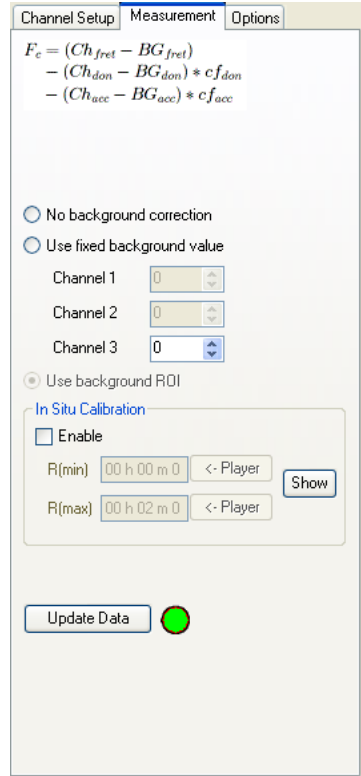 Channel Setup Measurement Options
F_c = (Ch_fret − BG_fret)
− (Ch_don − BG_don) * cf_don
− (Ch_acc − BG_acc) * cf_acc
No background correction
Use fixed background value
Channel 1 0
Channel 2 0
Channel 3 0
Use background ROI
In Situ Calibration
Enable
R(min) 00 h 00 m 0 <- Player
Show
R(max) 00 h 02 m 0 <- Player
Update Data